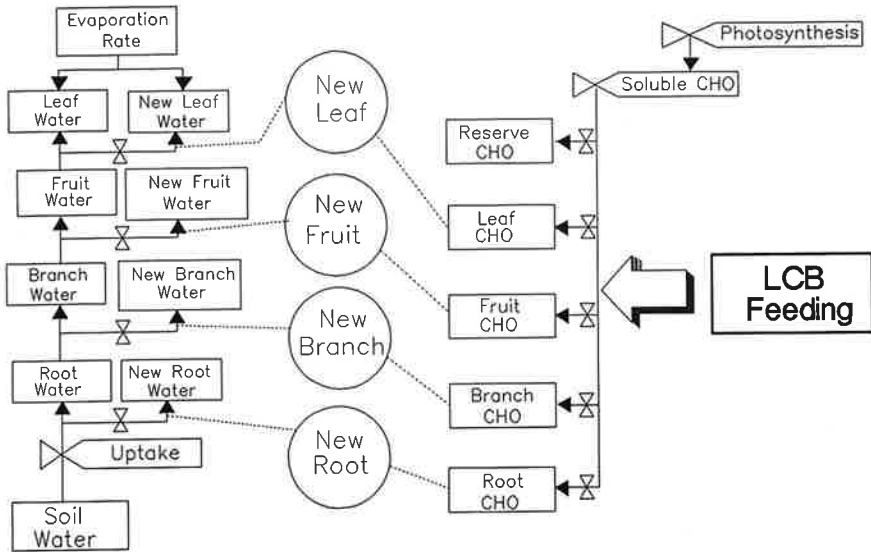 Evaporation
Rate
Leaf
Water
New Leaf
Water
Fruit
Water
New Fruit
Water
Branch
Water
New Branch
Water
Root
Water
New Root
Water
Uptake
Soil
Water
New
Leaf
New
Fruit
New
Branch
New
Root
Photosynthesis
Soluble CHO
Reserve
CHO
Leaf
CHO
Fruit
CHO
Branch
CHO
Root
CHO
LCB
Feeding